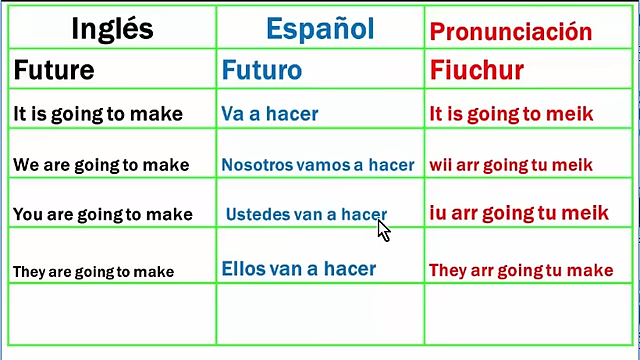 Inglés Español Pronunciación
Future Futuro Fiuchur
It is going to make Va a hacer It is going to meik
We are going to make Nosotros vamos a hacer wii arr going tu meik
You are going to make Ustedes van a hacer iu arr going tu meik
They are going to make Ellos van a hacer They arr going tu make